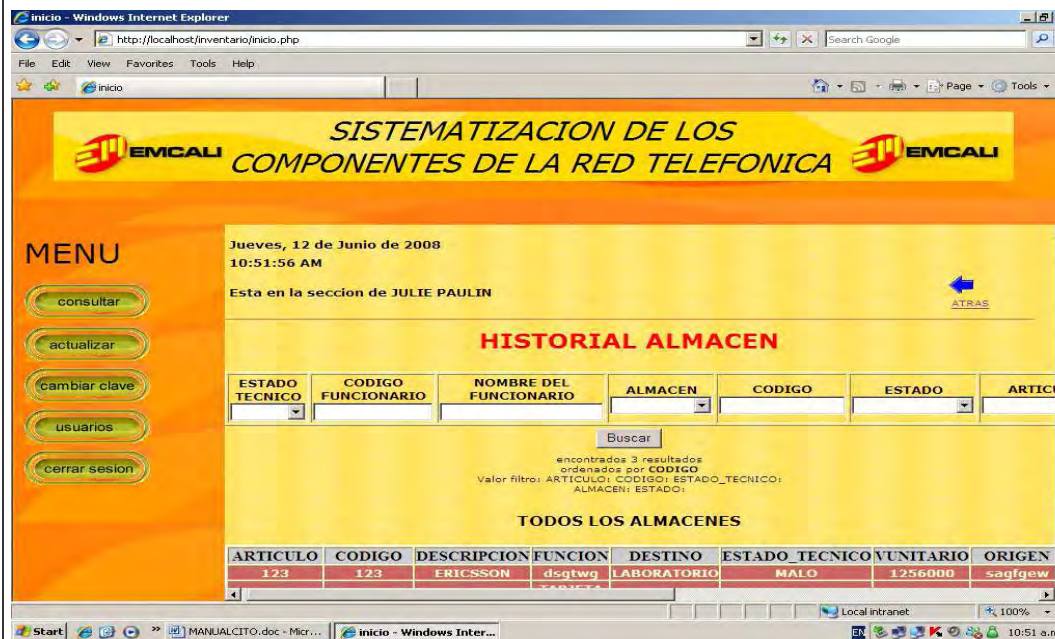 inicio - Windows Internet Explorer
http://localhost/inventario/inicio.php
Search Google
File Edit View Favorites Tools Help
inicio
Page Tools
EMCALI
SISTEMATIZACION DE LOS
COMPONENTES DE LA RED TELEFONICA
EMCALI
MENU
consultar
actualizar
cambiar clave
usuarios
cerrar sesion
Jueves, 12 de Junio de 2008
10:51:56 AM
Esta en la seccion de JULIE PAULIN
ATRAS
HISTORIAL ALMACEN
ESTADO TECNICO CODIGO FUNCIONARIO NOMBRE DEL FUNCIONARIO ALMACEN CODIGO ESTADO ARTICU
Buscar
encontrados 3 resultados
ordenados por CODIGO
Valor filtro: ARTICULO: CODIGO: ESTADO_TECNICO:
ALMACEN: ESTADO:
TODOS LOS ALMACENES
ARTICULO CODIGO DESCRIPCION FUNCION DESTINO ESTADO_TECNICO VUNITARIO ORIGEN
123 123 ERICSSON dsgtwg LABORATORIO MALO 1256000 sagfgew
Local intranet 100%
Start MANUALCITO.doc - Micr... inicio - Windows Inter... EN 10:51 a.m